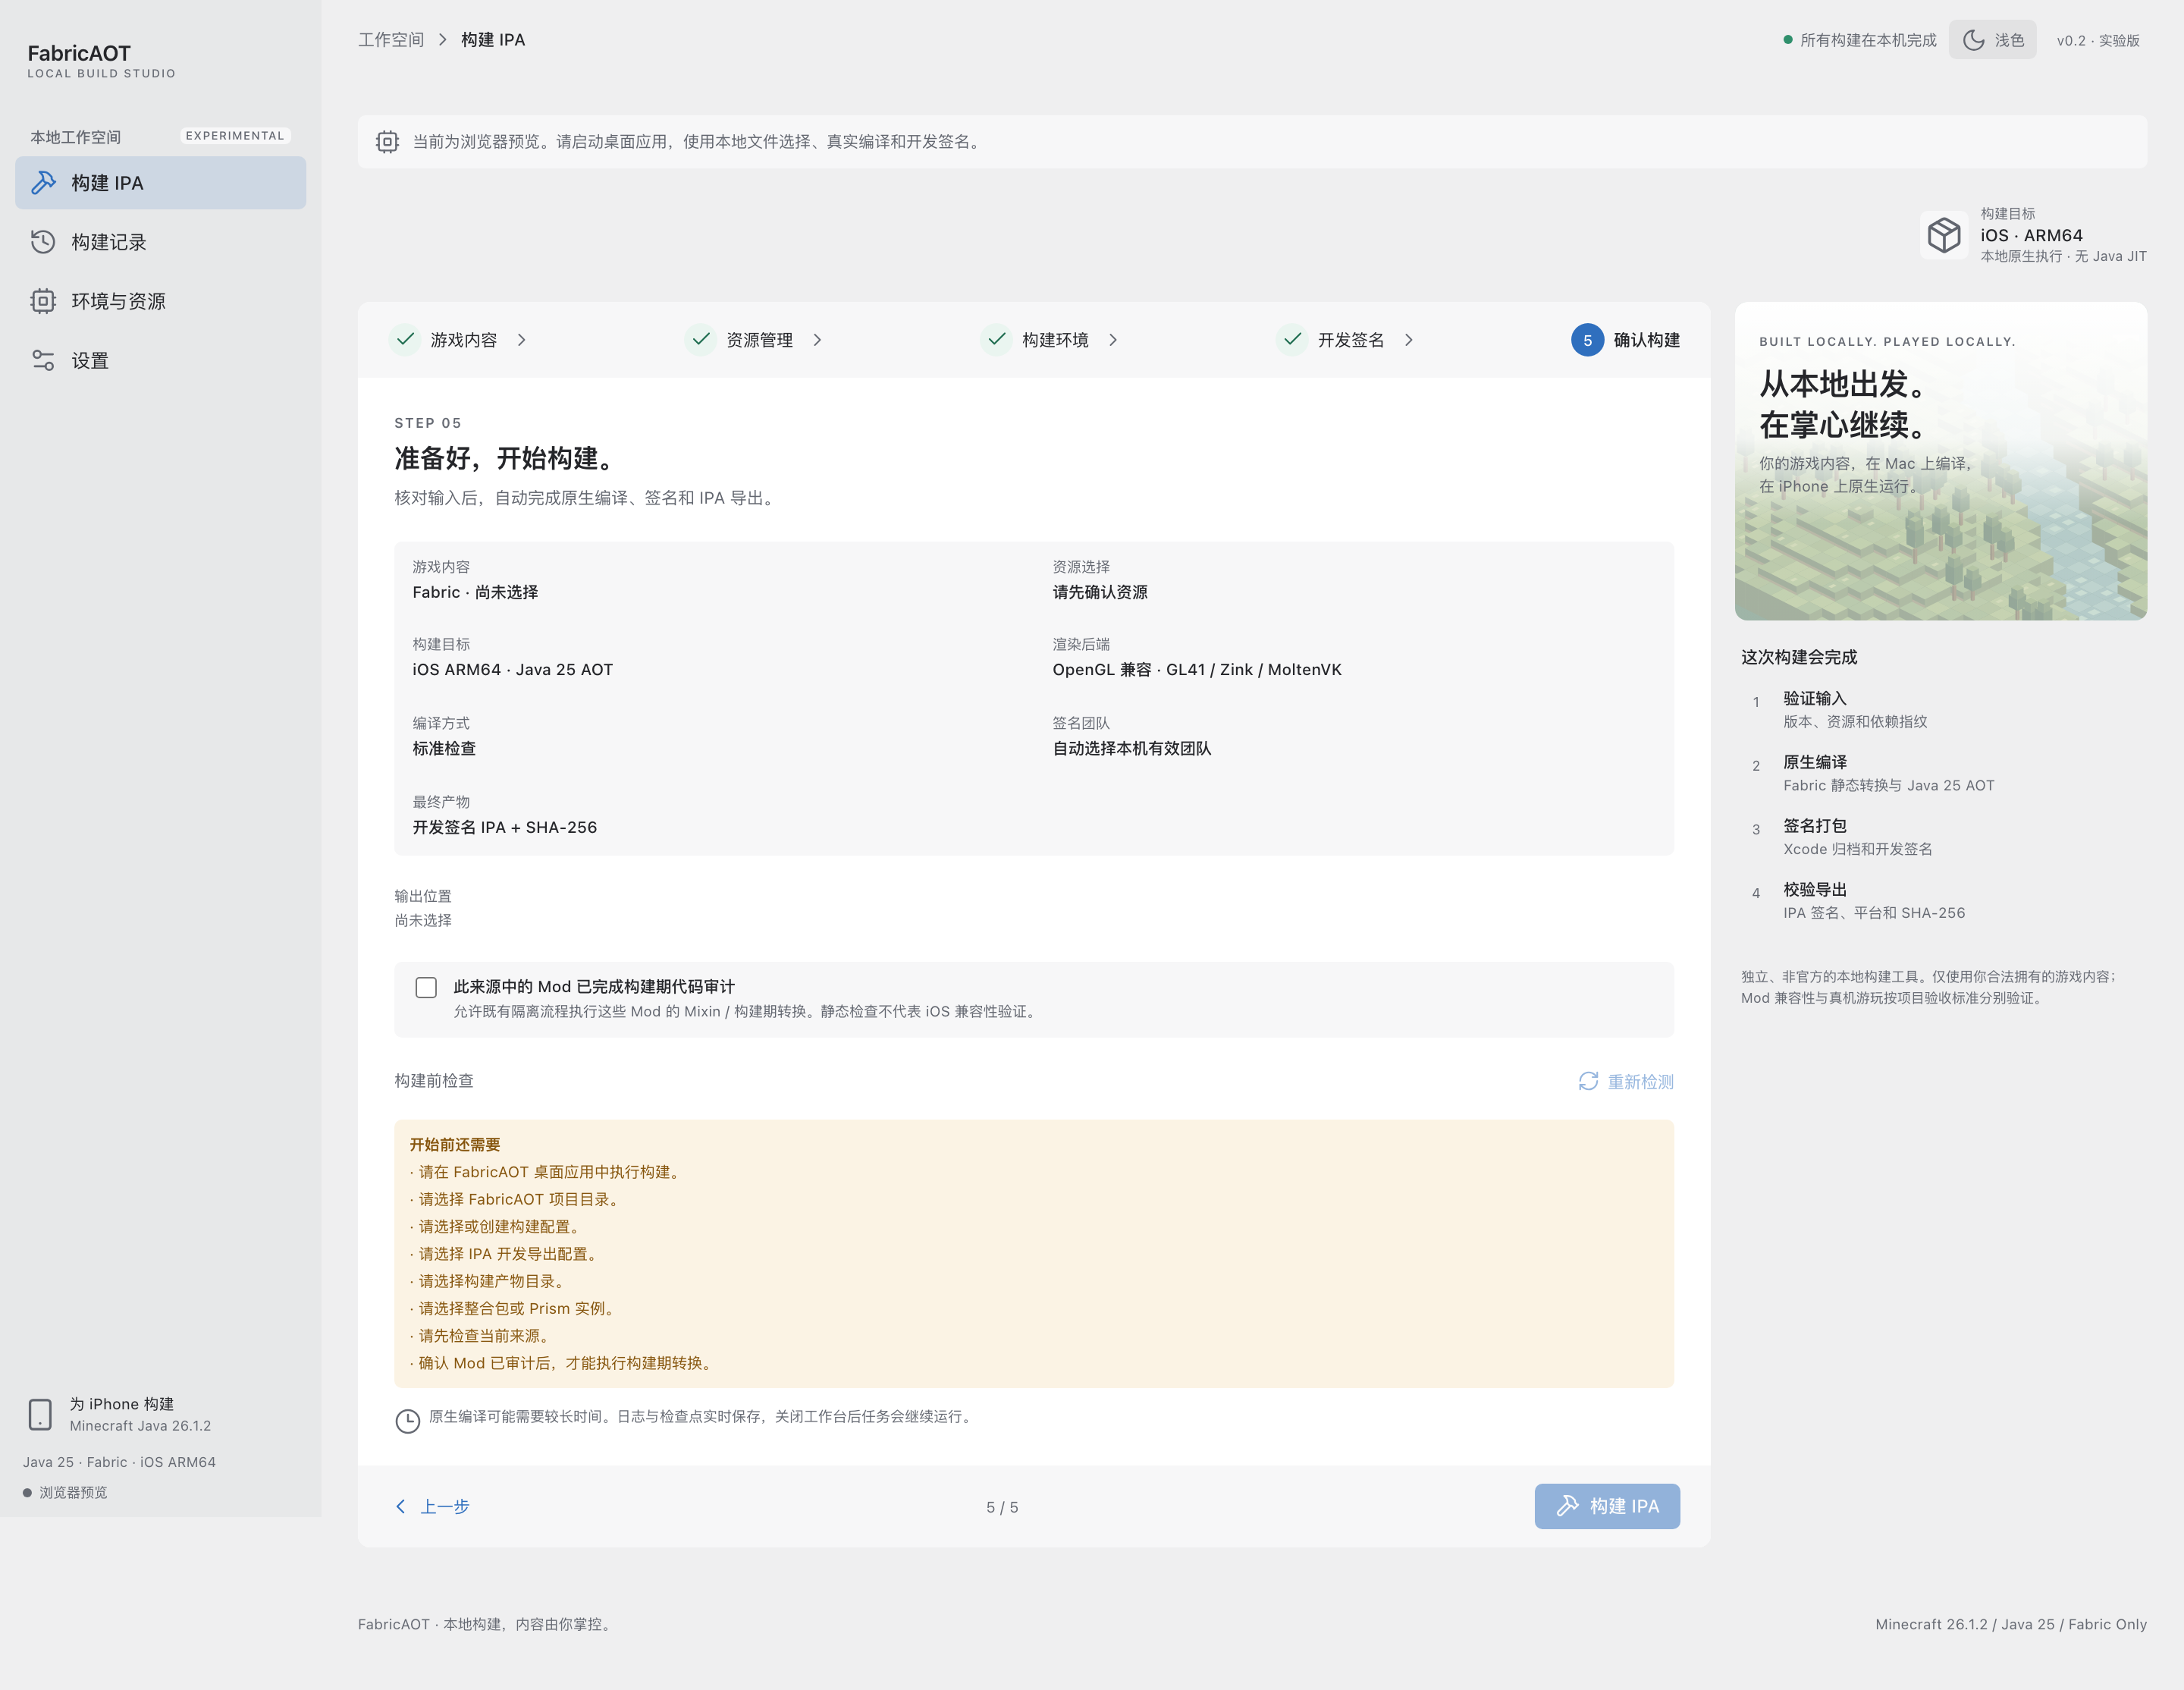 FabricAOT
LOCAL BUILD STUDIO
本地工作空间
EXPERIMENTAL
构建 IPA
构建记录
环境与资源
设置
为 iPhone 构建
Minecraft Java 26.1.2
Java 25 · Fabric · iOS ARM64
浏览器预览
工作空间
构建 IPA
所有构建在本机完成
浅色
v0.2 · 实验版
当前为浏览器预览。请启动桌面应用，使用本地文件选择、真实编译和开发签名。
构建目标
iOS · ARM64
本地原生执行 · 无 Java JIT
游戏内容
资源管理
构建环境
开发签名
5 确认构建
STEP 05
准备好，开始构建。
核对输入后，自动完成原生编译、签名和 IPA 导出。
游戏内容
Fabric · 尚未选择
资源选择
请先确认资源
构建目标
iOS ARM64 · Java 25 AOT
渲染后端
OpenGL 兼容 · GL41 / Zink / MoltenVK
编译方式
标准检查
签名团队
自动选择本机有效团队
最终产物
开发签名 IPA + SHA-256
输出位置
尚未选择
此来源中的 Mod 已完成构建期代码审计
允许既有隔离流程执行这些 Mod 的 Mixin / 构建期转换。静态检查不代表 iOS 兼容性验证。
构建前检查
重新检测
开始前还需要
· 请在 FabricAOT 桌面应用中执行构建。
· 请选择 FabricAOT 项目目录。
· 请选择或创建构建配置。
· 请选择 IPA 开发导出配置。
· 请选择构建产物目录。
· 请选择整合包或 Prism 实例。
· 请先检查当前来源。
· 确认 Mod 已审计后，才能执行构建期转换。
原生编译可能需要较长时间。日志与检查点实时保存，关闭工作台后任务会继续运行。
上一步
5 / 5
构建 IPA
BUILT LOCALLY. PLAYED LOCALLY.
从本地出发。
在掌心继续。
你的游戏内容，在 Mac 上编译，
在 iPhone 上原生运行。
这次构建会完成
1 验证输入
版本、资源和依赖指纹
2 原生编译
Fabric 静态转换与 Java 25 AOT
3 签名打包
Xcode 归档和开发签名
4 校验导出
IPA 签名、平台和 SHA-256
独立、非官方的本地构建工具。仅使用你合法拥有的游戏内容；
Mod 兼容性与真机游玩按项目验收标准分别验证。
FabricAOT · 本地构建，内容由你掌控。
Minecraft 26.1.2 / Java 25 / Fabric Only